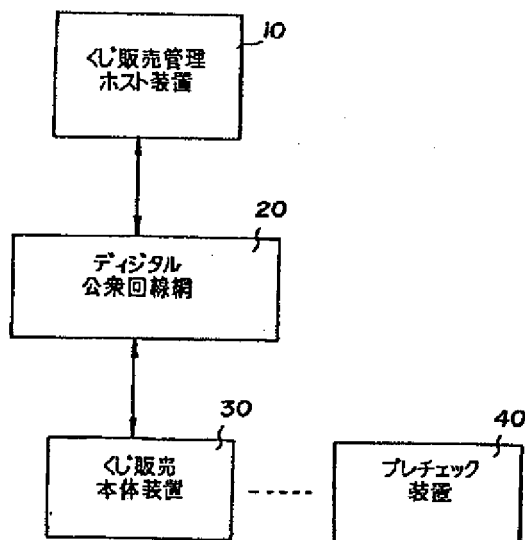 10
くじ販売管理
ホスト装置
20
ディジタル
公衆回線網
30
くじ販売
本体装置
40
プレチェック
装置